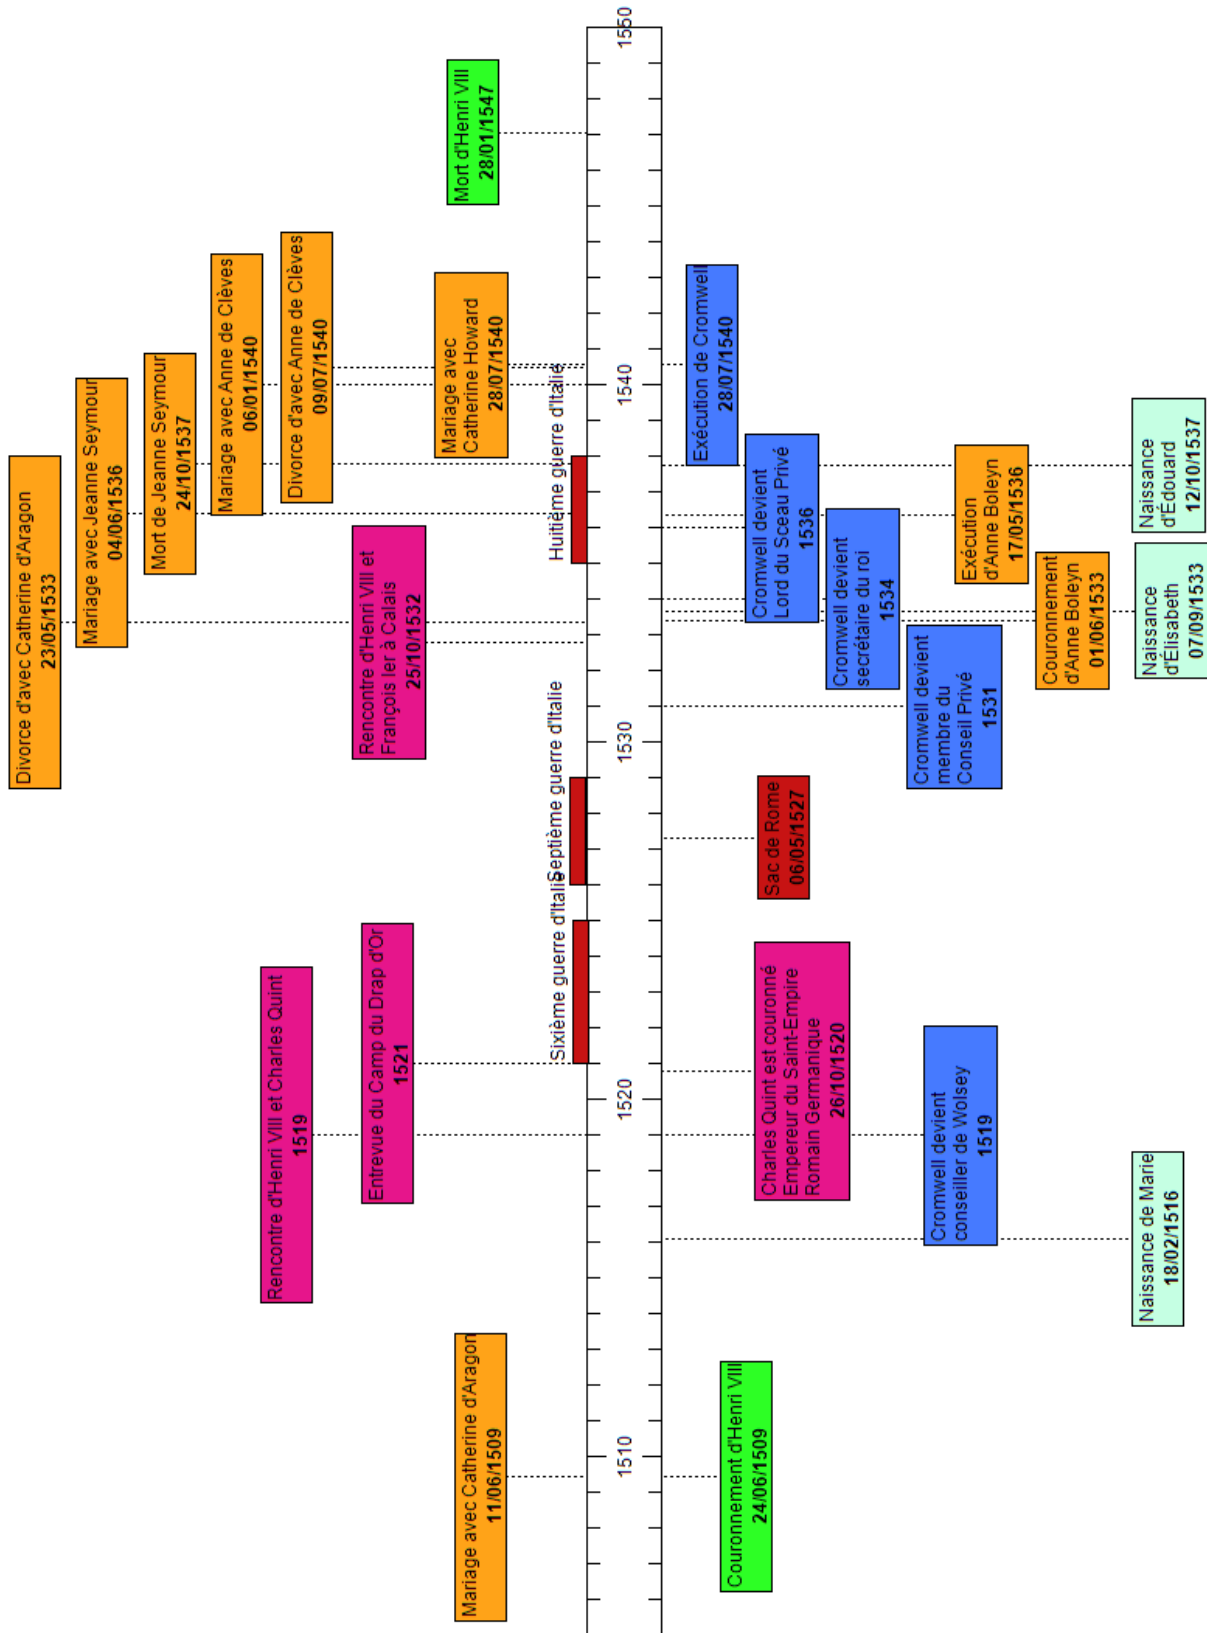 Divorce d'avec Catherine d'Aragon
23/05/1533
Mariage avec Jeanne Seymour
04/06/1536
Mort de Jeanne Seymour
24/10/1537
Mariage avec Anne de Clèves
06/01/1540
Divorce d'avec Anne de Clèves
09/07/1540
Rencontre d'Henri VIII et Charles Quint
1519
Entrevue du Camp du Drap d'Or
1521
Rencontre d'Henri VIII et
François Ier à Calais
25/10/1532
Mariage avec
Catherine Howard
28/07/1540
Mariage avec Catherine d'Aragon
11/06/1509
Mort d'Henri VIII
28/01/1547
Sixième guerre d'Italie
Septième guerre d'Italie
Huitième guerre d'Italie
1510
1520
1530
1540
1550
Couronnement d'Henri VIII
24/06/1509
Charles Quint est couronné
Empereur du Saint-Empire
Romain Germanique
26/10/1520
Sac de Rome
06/05/1527
Exécution de Cromwell
28/07/1540
Cromwell devient
Lord du Sceau Privé
1536
Cromwell devient
secrétaire du roi
1534
Cromwell devient
membre du
Conseil Privé
1531
Cromwell devient
conseiller de Wolsey
1519
Exécution
d'Anne Boleyn
17/05/1536
Couronnement
d'Anne Boleyn
01/06/1533
Naissance de Marie
18/02/1516
Naissance
d'Élisabeth
07/09/1533
Naissance
d'Édouard
12/10/1537